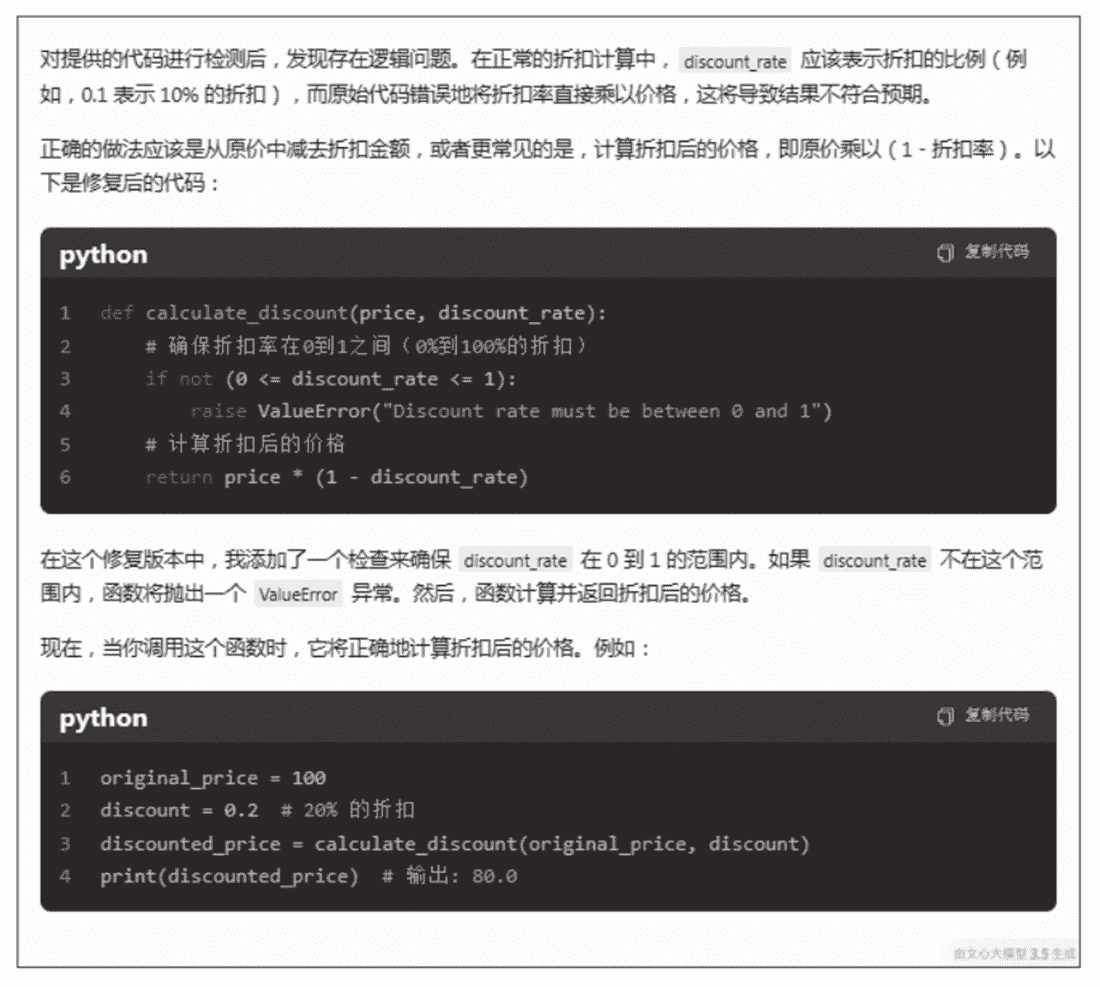 对提供的代码进行检测后，发现存在逻辑问题。在正常的折扣计算中， discount_rate 应该表示折扣的比例（例
如，0.1 表示 10% 的折扣），而原始代码错误地将折扣率直接乘以价格，这将导致结果不符合预期。
正确的做法应该是从原价中减去折扣金额，或者更常见的是，计算折扣后的价格，即原价乘以（1 - 折扣率）。以
下是修复后的代码：
python 复制代码
1 def calculate_discount(price, discount_rate):
2     # 确保折扣率在0到1之间（0%到100%的折扣）
3     if not (0 <= discount_rate <= 1):
4         raise ValueError("Discount rate must be between 0 and 1")
5     # 计算折扣后的价格
6     return price * (1 - discount_rate)
在这个修复版本中，我添加了一个检查来确保 discount_rate 在 0 到 1 的范围内。如果 discount_rate 不在这个范
围内，函数将抛出一个 ValueError 异常。然后，函数计算并返回折扣后的价格。
现在，当你调用这个函数时，它将正确地计算折扣后的价格。例如：
python 复制代码
1 original_price = 100
2 discount = 0.2  # 20% 的折扣
3 discounted_price = calculate_discount(original_price, discount)
4 print(discounted_price)  # 输出: 80.0
由文心大模型 3.5 生成